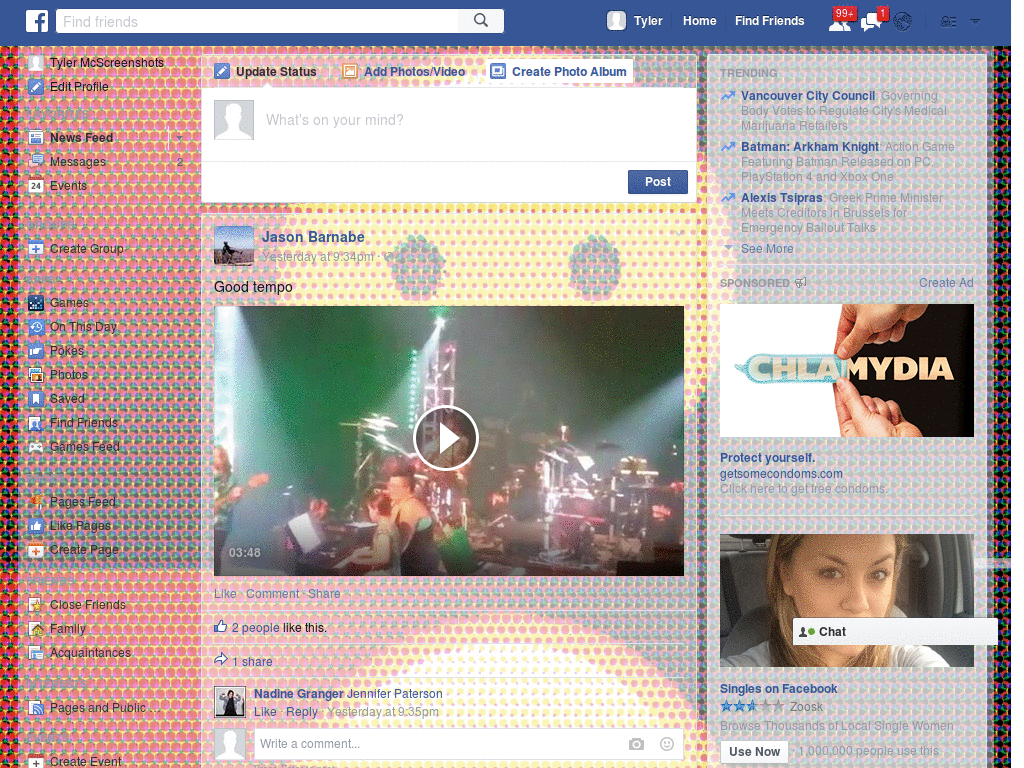 Find friends
Tyler
Home
Find Friends
99+
1
Tyler McScreenshots
Edit Profile
News Feed
Messages
2
24
Events
Create Group
Games
On This Day
Pokes
Photos
Saved
Find Friends
Games Feed
Pages Feed
Like Pages
Create Page
Close Friends
Family
Acquaintances
Pages and Public ...
Create Event
Update Status
Add Photos/Video
Create Photo Album
What's on your mind?
Post
Jason Barnabe
Yesterday at 9:34pm ·
Good tempo
03:48
Like · Comment · Share
2 people like this.
1 share
Nadine Granger Jennifer Paterson
Like · Reply · Yesterday at 9:35pm
Write a comment...
TRENDING
Vancouver City Council: Governing
Body Votes to Regulate City's Medical
Marijuana Retailers
Batman: Arkham Knight: Action Game
Featuring Batman Released on PC,
PlayStation 4 and Xbox One
Alexis Tsipras: Greek Prime Minister
Meets Creditors in Brussels for
Emergency Bailout Talks
See More
SPONSORED
Create Ad
CHLAMYDIA
Protect yourself.
getsomecondoms.com
Click here to get free condoms.
Chat
Singles on Facebook
Zoosk
Browse Thousands of Local Single Women
Use Now
· 1,000,000 people use this